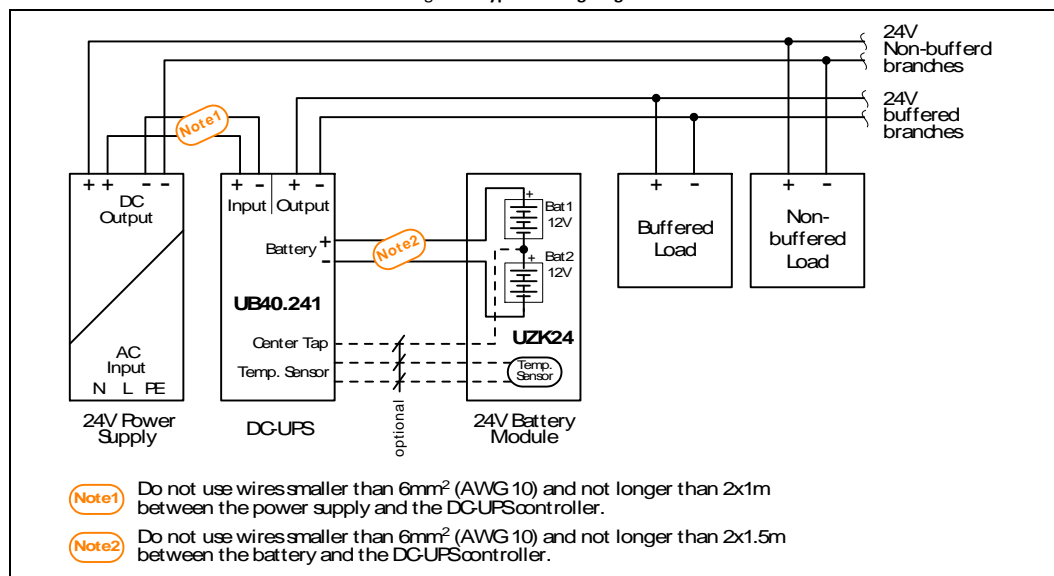 24V
Non-bufferd
branches
24V
buffered
branches
Note1
+ + - -
DC
Output
+ - + -
Input Output
+ -
+ -
Battery + -
Note2
+
Bat1
12V
+
Bat2
12V
Buffered
Load
Non-
buffered
Load
UB40.241
UZK24
Center Tap
Temp. Sensor
Temp.
Sensor
AC
Input
N L PE
optional
24V Power
Supply
DC-UPS
24V Battery
Module
Note1 Do not use wires smaller than 6mm² (AWG 10) and not longer than 2x1m
between the power supply and the DC-UPS controller.
Note2 Do not use wires smaller than 6mm² (AWG 10) and not longer than 2x1.5m
between the battery and the DC-UPS controller.